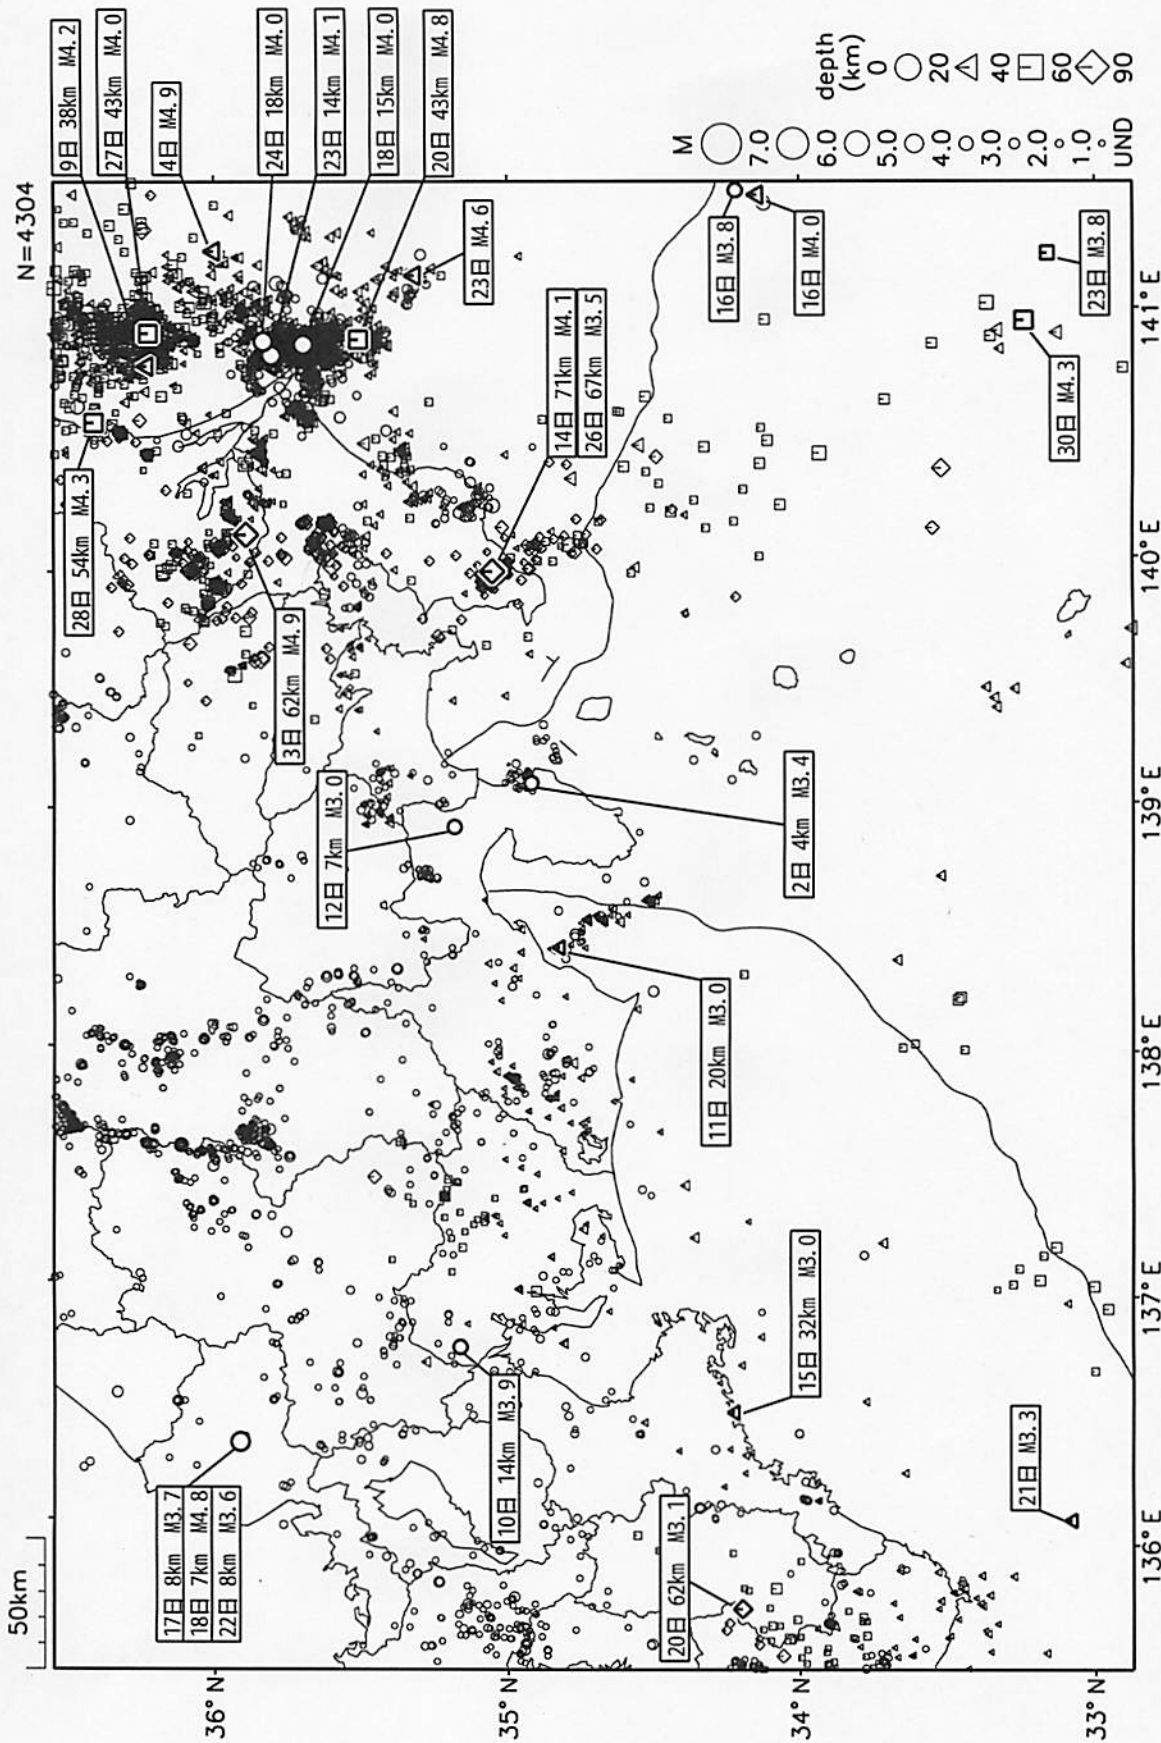 N=4304
50km
9日 38km M4.2
27日 43km M4.0
4日 M4.9
24日 18km M4.0
23日 14km M4.1
18日 15km M4.0
20日 43km M4.8
23日 M4.6
28日 54km M4.3
3日 62km M4.9
14日 71km M4.1
26日 67km M3.5
12日 7km M3.0
2日 4km M3.4
11日 20km M3.0
16日 M3.8
16日 M4.0
23日 M3.8
30日 M4.3
17日 8km M3.7
18日 7km M4.8
22日 8km M3.6
10日 14km M3.9
15日 32km M3.0
20日 62km M3.1
21日 M3.3
36°N
35°N
34°N
33°N
136°E
137°E
138°E
139°E
140°E
141°E
M
7.0
6.0
5.0
4.0
3.0
2.0
1.0
UND
depth
(km)
0
20
40
60
90